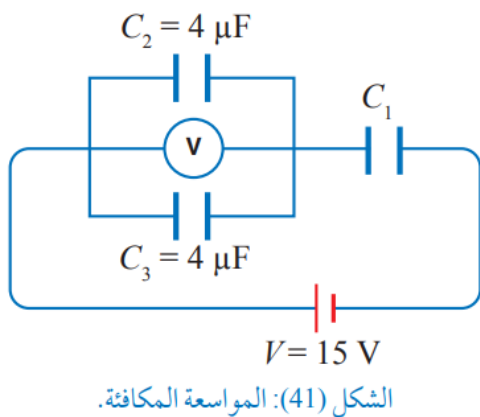 C₂ = 4 μF
C₁
V
C₃ = 4 μF
V = 15 V
الشكل (41): المواسعة المكافئة.